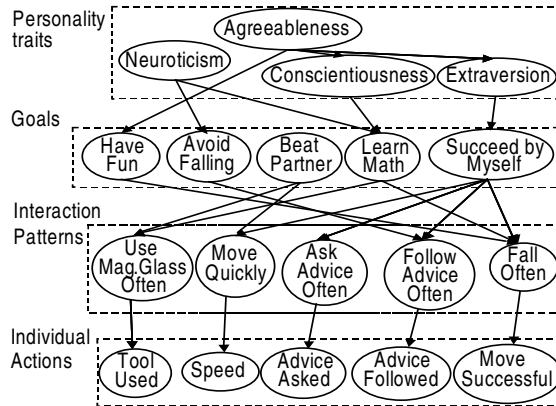 Personality
traits
Agreeableness
Neuroticism
Conscientiousness
Extraversion
Goals
Have
Fun
Avoid
Falling
Beat
Partner
Learn
Math
Succeed by
Myself
Interaction
Patterns
Use
Mag.Glass
Often
Move
Quickly
Ask
Advice
Often
Follow
Advice
Often
Fall
Often
Individual
Actions
Tool
Used
Speed
Advice
Asked
Advice
Followed
Move
Successful